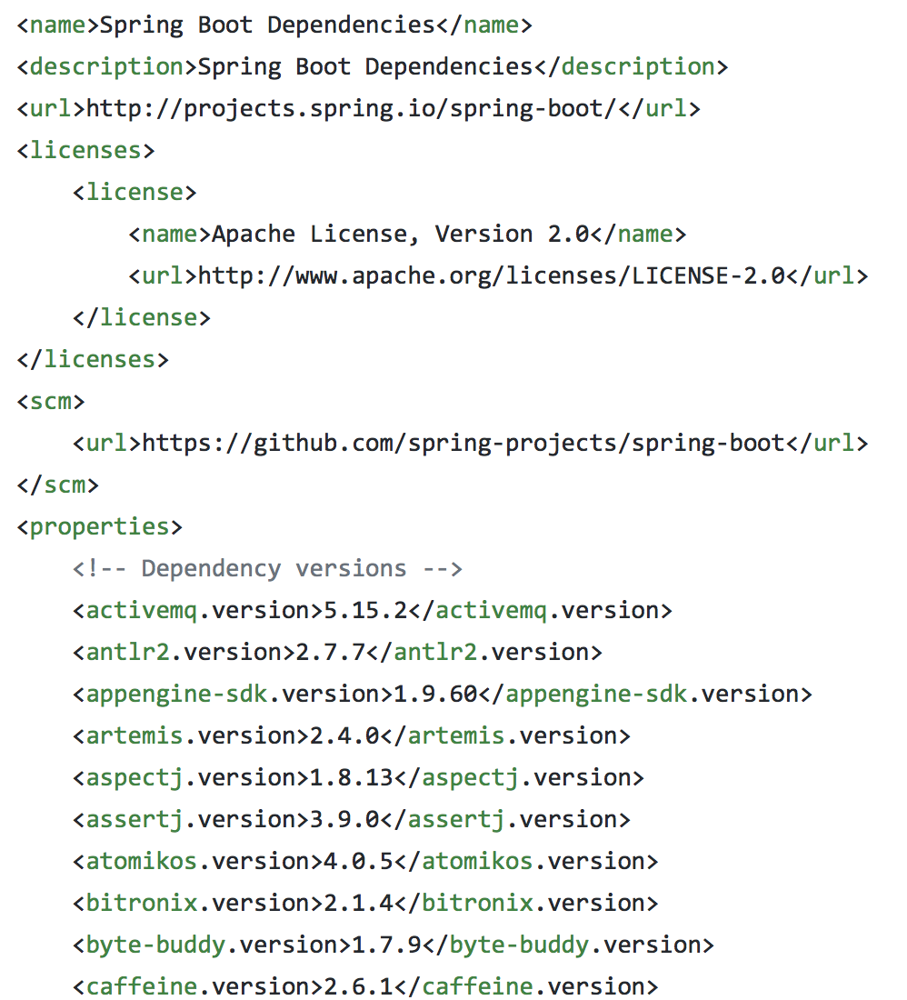 <name>Spring Boot Dependencies</name>
<description>Spring Boot Dependencies</description>
<url>http://projects.spring.io/spring-boot/</url>
<licenses>
    <license>
        <name>Apache License, Version 2.0</name>
        <url>http://www.apache.org/licenses/LICENSE-2.0</url>
    </license>
</licenses>
<scm>
    <url>https://github.com/spring-projects/spring-boot</url>
</scm>
<properties>
    <!-- Dependency versions -->
    <activemq.version>5.15.2</activemq.version>
    <antlr2.version>2.7.7</antlr2.version>
    <appengine-sdk.version>1.9.60</appengine-sdk.version>
    <artemis.version>2.4.0</artemis.version>
    <aspectj.version>1.8.13</aspectj.version>
    <assertj.version>3.9.0</assertj.version>
    <atomikos.version>4.0.5</atomikos.version>
    <bitronix.version>2.1.4</bitronix.version>
    <byte-buddy.version>1.7.9</byte-buddy.version>
    <caffeine.version>2.6.1</caffeine.version>